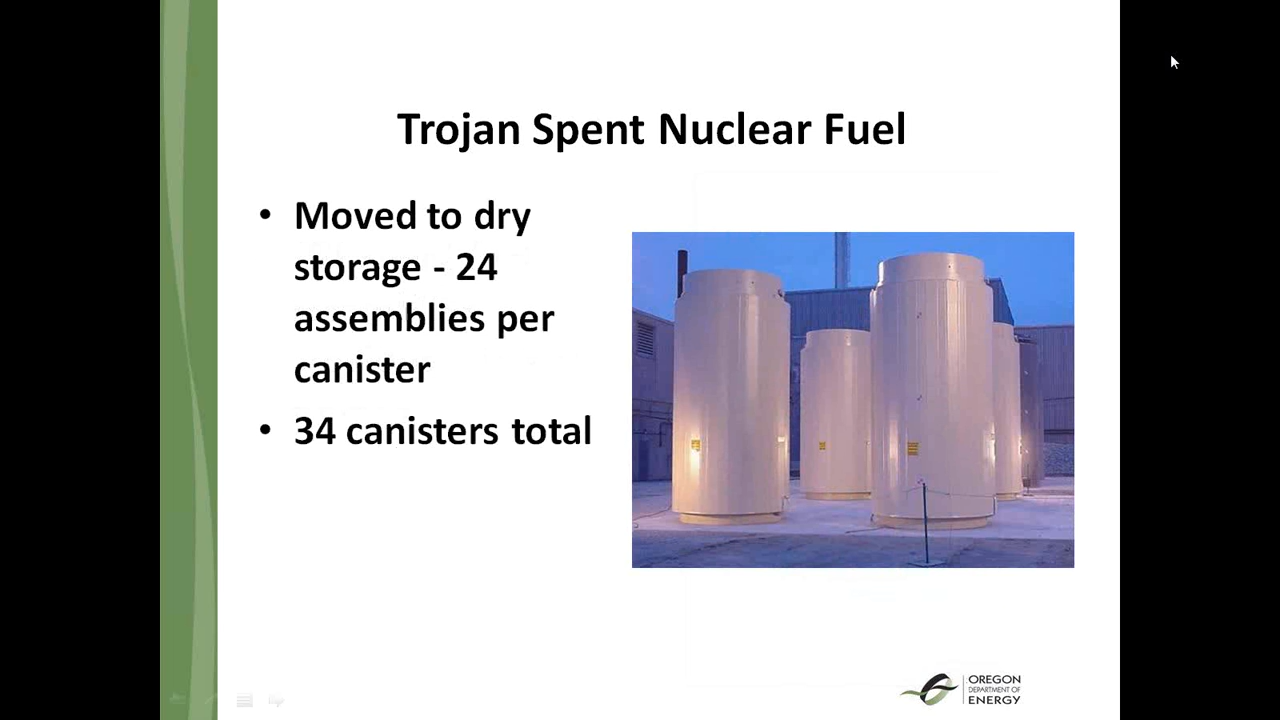 Trojan Spent Nuclear Fuel
• Moved to dry
storage - 24
assemblies per
canister
• 34 canisters total
OREGON
DEPARTMENT OF
ENERGY